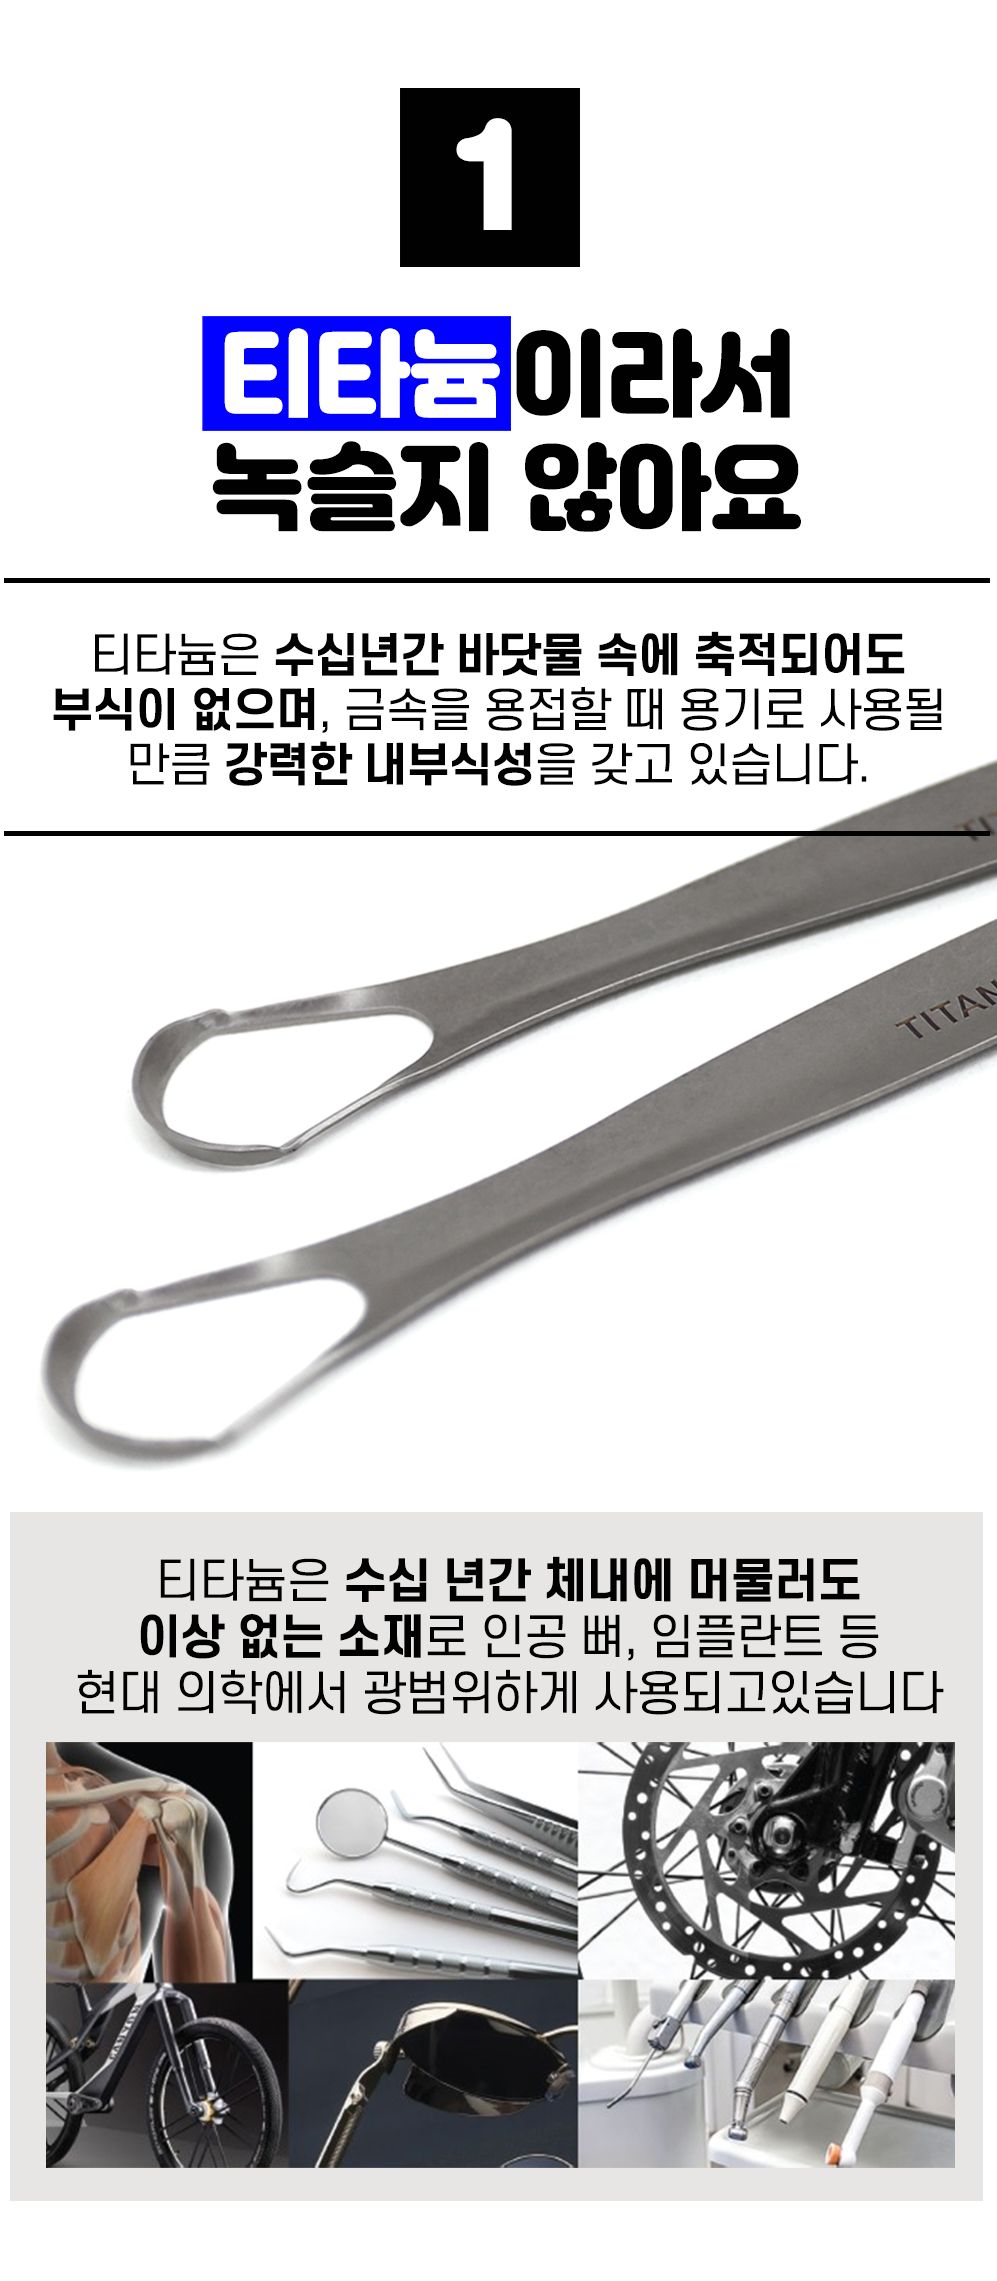 1
티타늄이라서
녹슬지 않아요
티타늄은 수십년간 바닷물 속에 축적되어도
부식이 없으며, 금속을 용접할 때 용기로 사용될
만큼 강력한 내부식성을 갖고 있습니다.
TI
TITAN
티타늄은 수십 년간 체내에 머물러도
이상 없는 소재로 인공 뼈, 임플란트 등
현대 의학에서 광범위하게 사용되고있습니다
CANYON